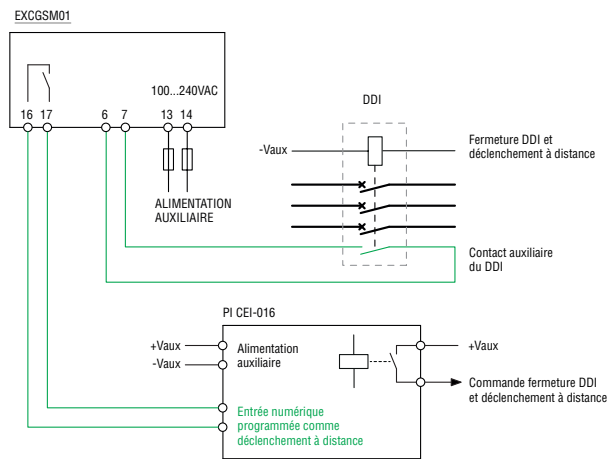 EXCGSM01
100...240VAC
16 17 6 7 13 14
ALIMENTATION
AUXILIAIRE
DDI
-Vaux
Fermeture DDI et
déclenchement à distance
Contact auxiliaire
du DDI
PI CEI-016
+Vaux
-Vaux
Alimentation
auxiliaire
+Vaux
Commande fermeture DDI
et déclenchement à distance
Entrée numérique
programmée comme
déclenchement à distance